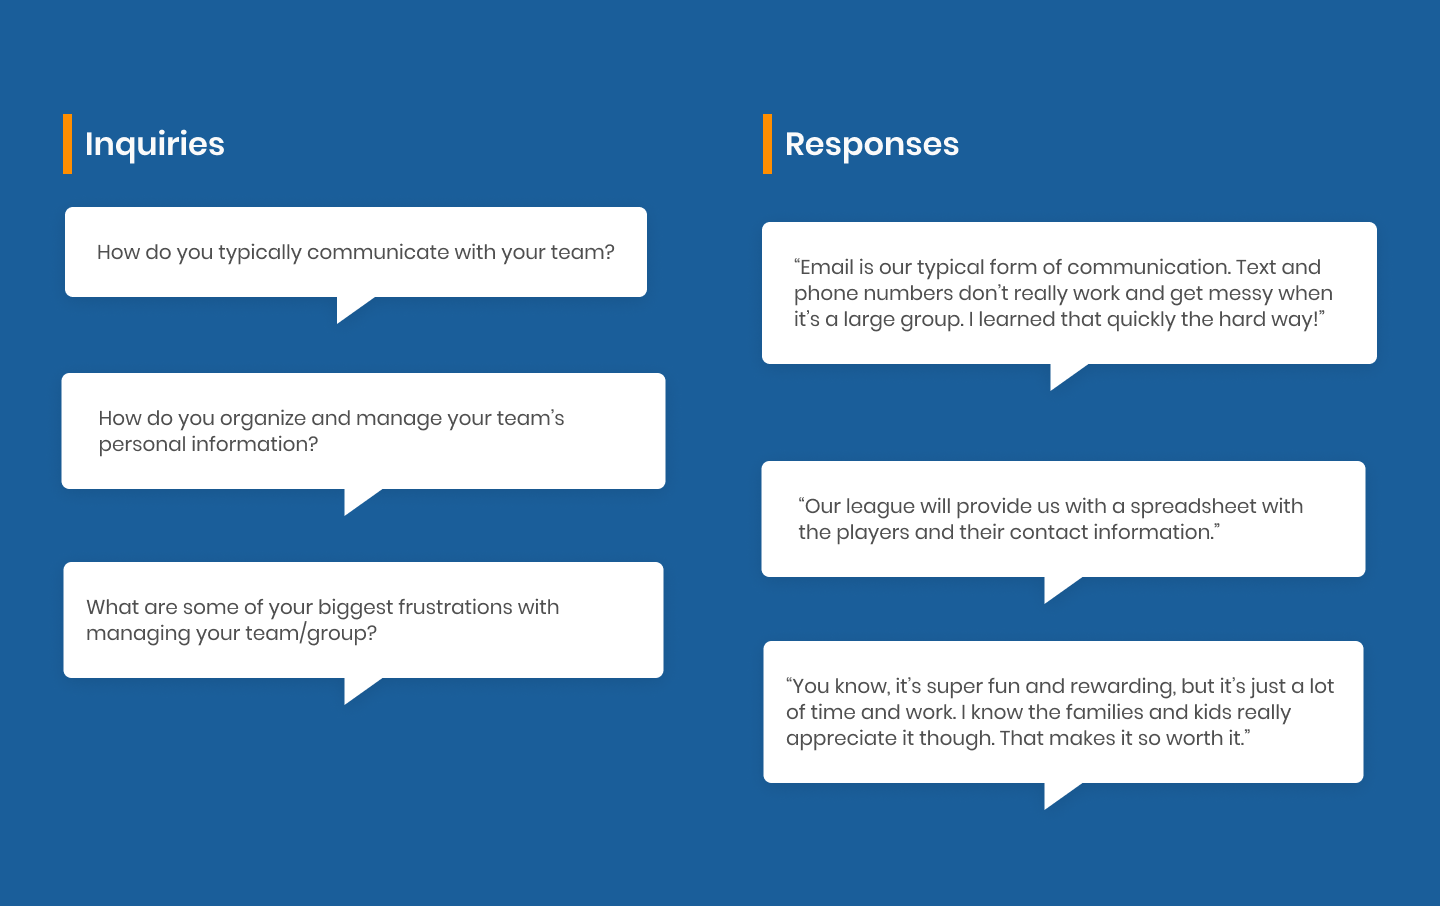 Inquiries
How do you typically communicate with your team?
How do you organize and manage your team’s
personal information?
What are some of your biggest frustrations with
managing your team/group?
Responses
“Email is our typical form of communication. Text and
phone numbers don’t really work and get messy when
it’s a large group. I learned that quickly the hard way!”
“Our league will provide us with a spreadsheet with
the players and their contact information.”
“You know, it’s super fun and rewarding, but it’s just a lot
of time and work. I know the families and kids really
appreciate it though. That makes it so worth it.”